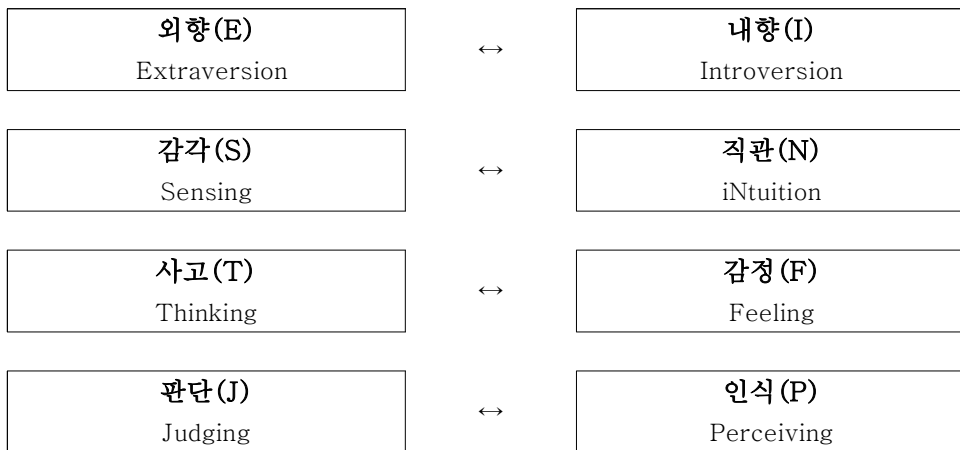 외향(E) ↔ 내향(I)
Extraversion Introversion
감각(S) ↔ 직관(N)
Sensing iNtuition
사고(T) ↔ 감정(F)
Thinking Feeling
판단(J) ↔ 인식(P)
Judging Perceiving